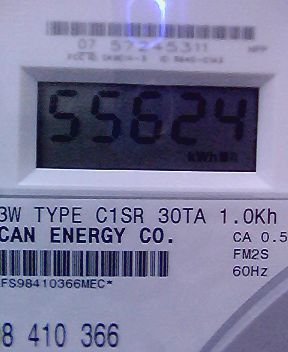 07 57245311
55624
kWh
3W TYPE C1SR 30TA 1.0Kh
CAN ENERGY CO.
CA 0.5
FM2S
60Hz
FS98410366MEC*
8 410 366